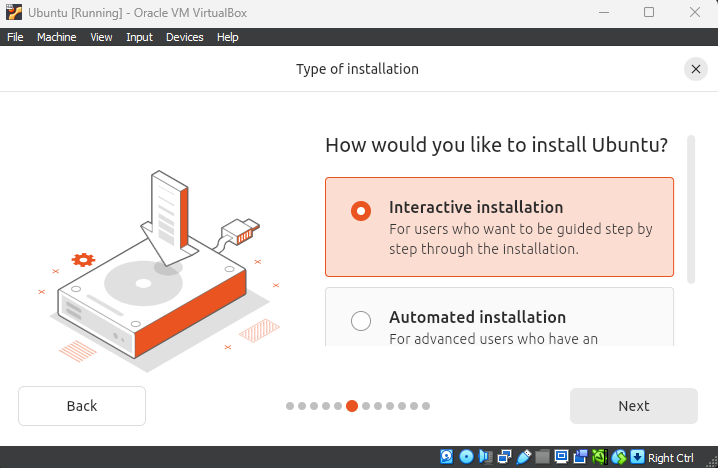 Ubuntu [Running] - Oracle VM VirtualBox
File Machine View Input Devices Help
Type of installation
How would you like to install Ubuntu?
Interactive installation
For users who want to be guided step by
step through the installation.
Automated installation
For advanced users who have an
Back
Next
Right Ctrl